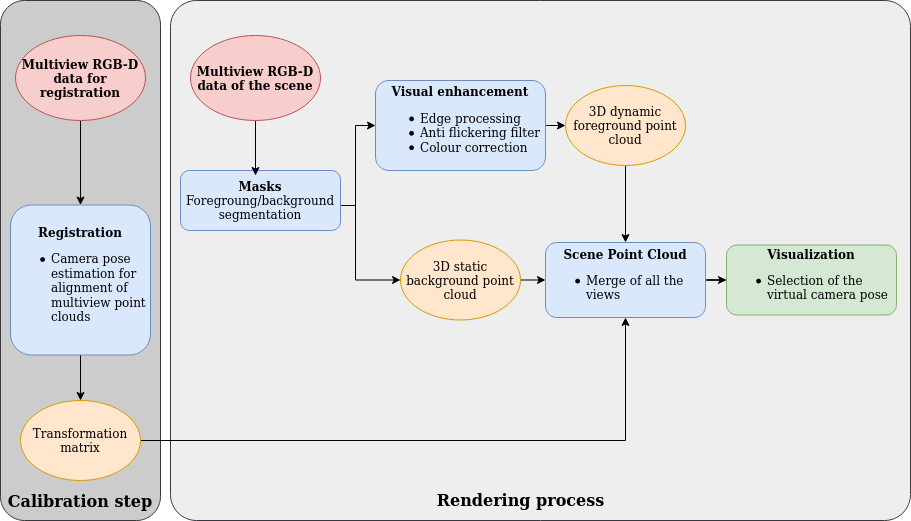 Multiview RGB-D
data for
registration
Registration
• Camera pose
estimation for
alignment of
multiview point
clouds
Transformation
matrix
Calibration step
Multiview RGB-D
data of the scene
Masks
Foregroung/background
segmentation
Visual enhancement
• Edge processing
• Anti flickering filter
• Colour correction
3D dynamic
foreground point
cloud
3D static
background point
cloud
Scene Point Cloud
• Merge of all the
views
Visualization
• Selection of the
virtual camera pose
Rendering process